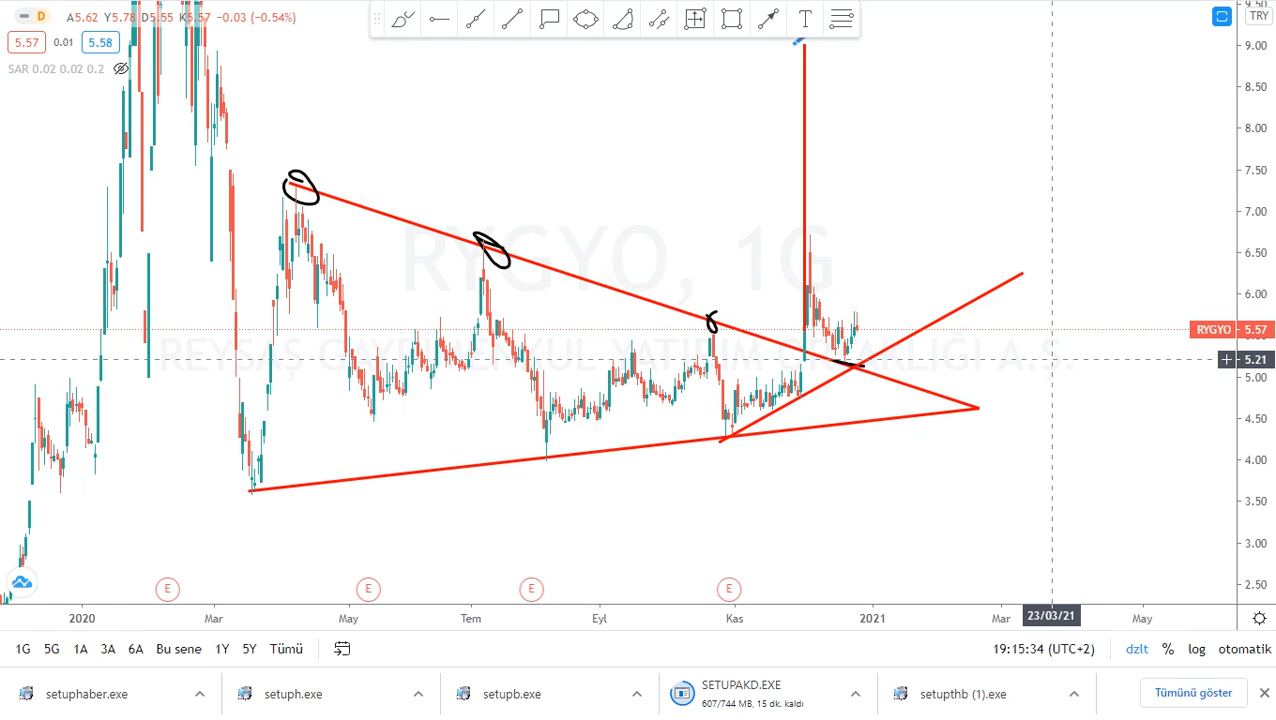 D A5.62 Y5.78 D5.55 K5.57 -0.03 (-0.54%)
5.57 0.01 5.58
SAR 0.02 0.02 0.2
T
TRY
9.50
9.00
8.50
8.00
7.50
7.00
6.50
6.00
RYGYO 5.57
5.21
5.00
4.50
4.00
3.50
3.00
2.50
RYGYO, 1G
E E E E
2020 Mar May Tem Eyl Kas 2021 Mar 23/03/21 May
1G 5G 1A 3A 6A Bu sene 1Y 5Y Tümü 19:15:34 (UTC+2) dzlt % log otomatik
setuphaber.exe setuph.exe setuppb.exe SETUPAKD.EXE setupthb (1).exe Tümünü göster
607/744 MB, 15 dk. kaldı